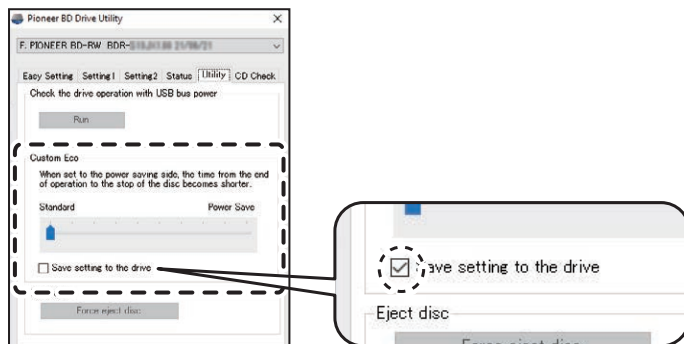 Pioneer BD Drive Utility
F. PIONEER BD-RW BDR-
Easy Setting Setting1 Setting2 Status Utility CD Check
Check the drive operation with USB bus power
Run
Custom Eco
When set to the power saving side, the time from the end
of operation to the stop of the disc becomes shorter.
Standard Power Save
Save setting to the drive
Force eject disc
ave setting to the drive
Eject disc
Force eject disc